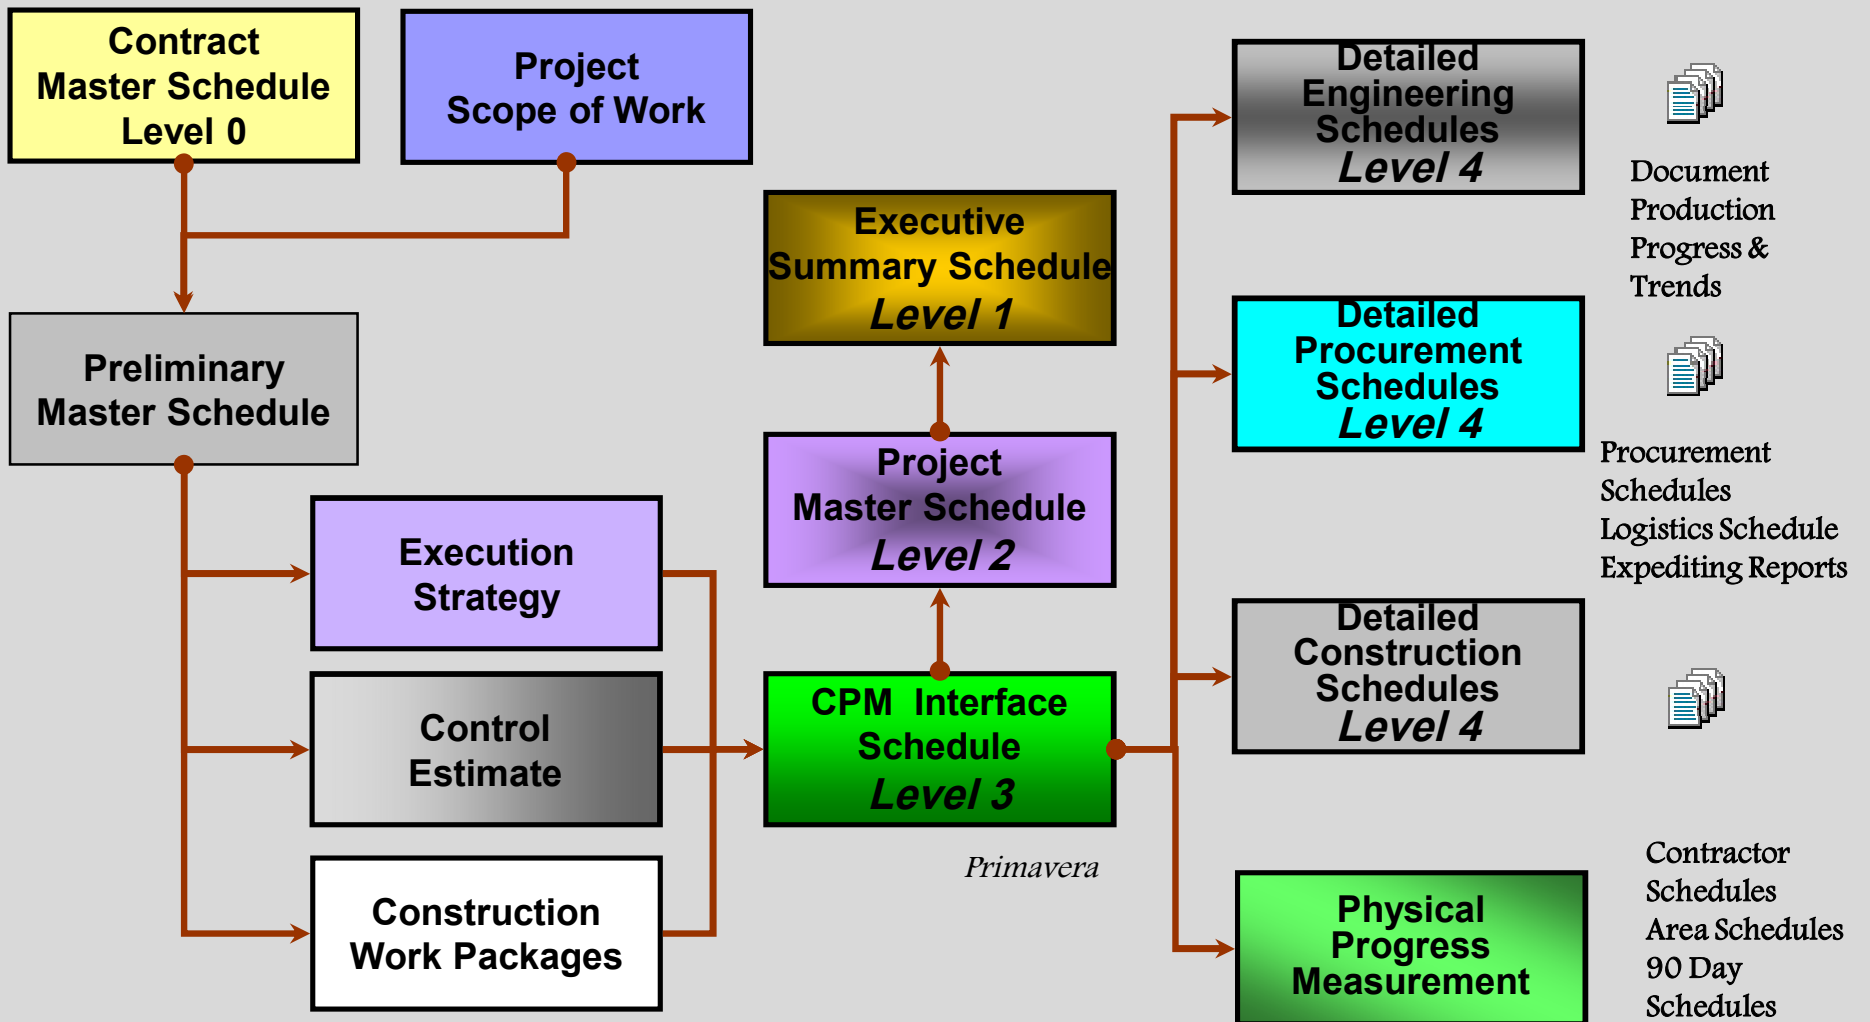 Contract
Master Schedule
Level 0
Project
Scope of Work
Preliminary
Master Schedule
Execution
Strategy
Control
Estimate
Construction
Work Packages
Executive
Summary Schedule
Level 1
Project
Master Schedule
Level 2
CPM Interface
Schedule
Level 3
Primavera
Detailed
Engineering
Schedules
Level 4
Document
Production
Progress &
Trends
Detailed
Procurement
Schedules
Level 4
Procurement
Schedules
Logistics Schedule
Expediting Reports
Detailed
Construction
Schedules
Level 4
Physical
Progress
Measurement
Contractor
Schedules
Area Schedules
90 Day
Schedules